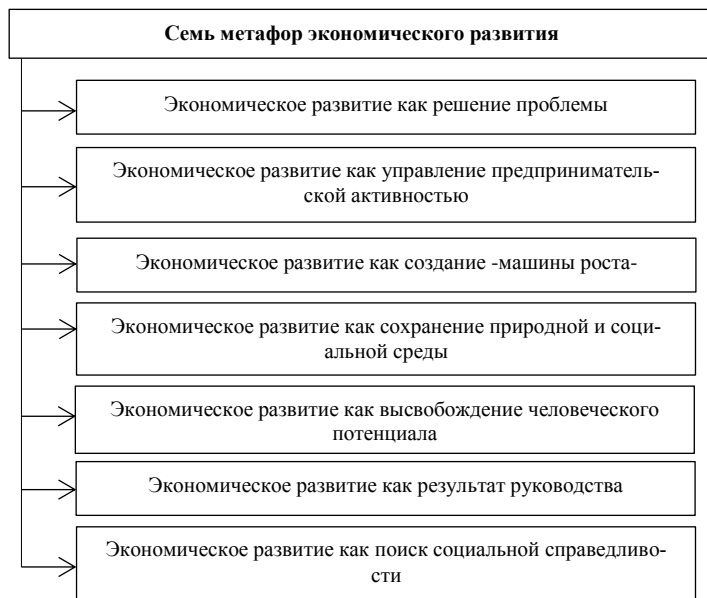 Семь метафор экономического развития
Экономическое развитие как решение проблемы
Экономическое развитие как управление предприниматель-
ской активностью
Экономическое развитие как создание -машины роста-
Экономическое развитие как сохранение природной и соци-
альной среды
Экономическое развитие как высвобождение человеческого
потенциала
Экономическое развитие как результат руководства
Экономическое развитие как поиск социальной справедливо-
сти